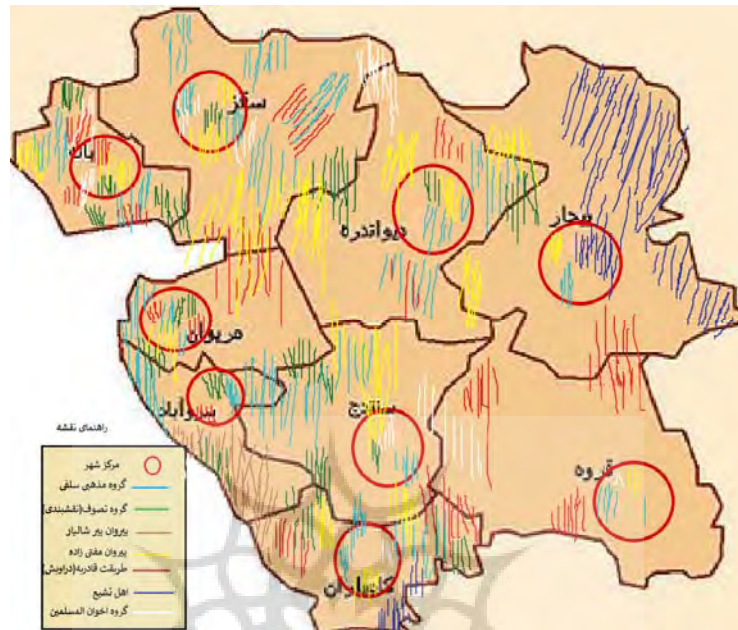 سقز
بانه
دیواندره
بیجار
مریوان
سروآباد
سنندج
قروه
کامیاران
راهنمای نقشه
مرکز شهر
گروه مذهبی سلفی
گروه تصوف(نقشبندی)
پیروان پیر شالیار
پیروان مفتی زاده
طریقت قادریه(دراویش)
اهل تشیع
گروه اخوان المسلمین